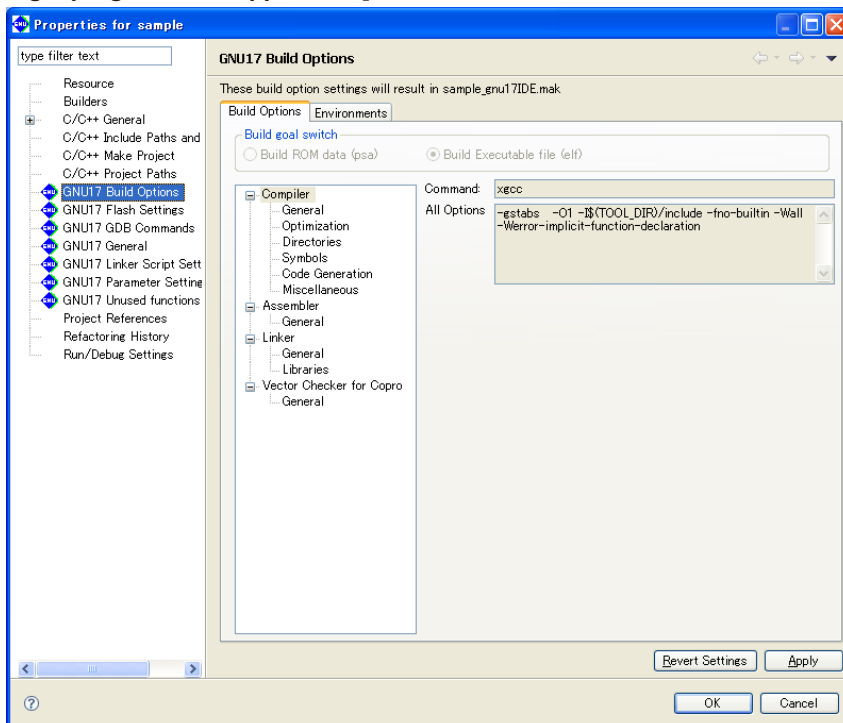 Properties for sample
type filter text
Resource
Builders
C/C++ General
C/C++ Include Paths and
C/C++ Make Project
C/C++ Project Paths
GNU17 Build Options
GNU17 Flash Settings
GNU17 GDB Commands
GNU17 General
GNU17 Linker Script Sett
GNU17 Parameter Setting
GNU17 Unused functions
Project References
Refactoring History
Run/Debug Settings
GNU17 Build Options
These build option settings will result in sample_gnu17IDE.mak
Build Options Environments
Build goal switch
Build ROM data (psa) Build Executable file (elf)
Compiler
General
Optimization
Directories
Symbols
Code Generation
Miscellaneous
Assembler
General
Linker
General
Libraries
Vector Checker for Copro
General
Command: xgcc
All Options -gstabs -O1 -I$(TOOL_DIR)/include -fno-builtin -Wall
-Werror-implicit-function-declaration
Revert Settings Apply
OK Cancel